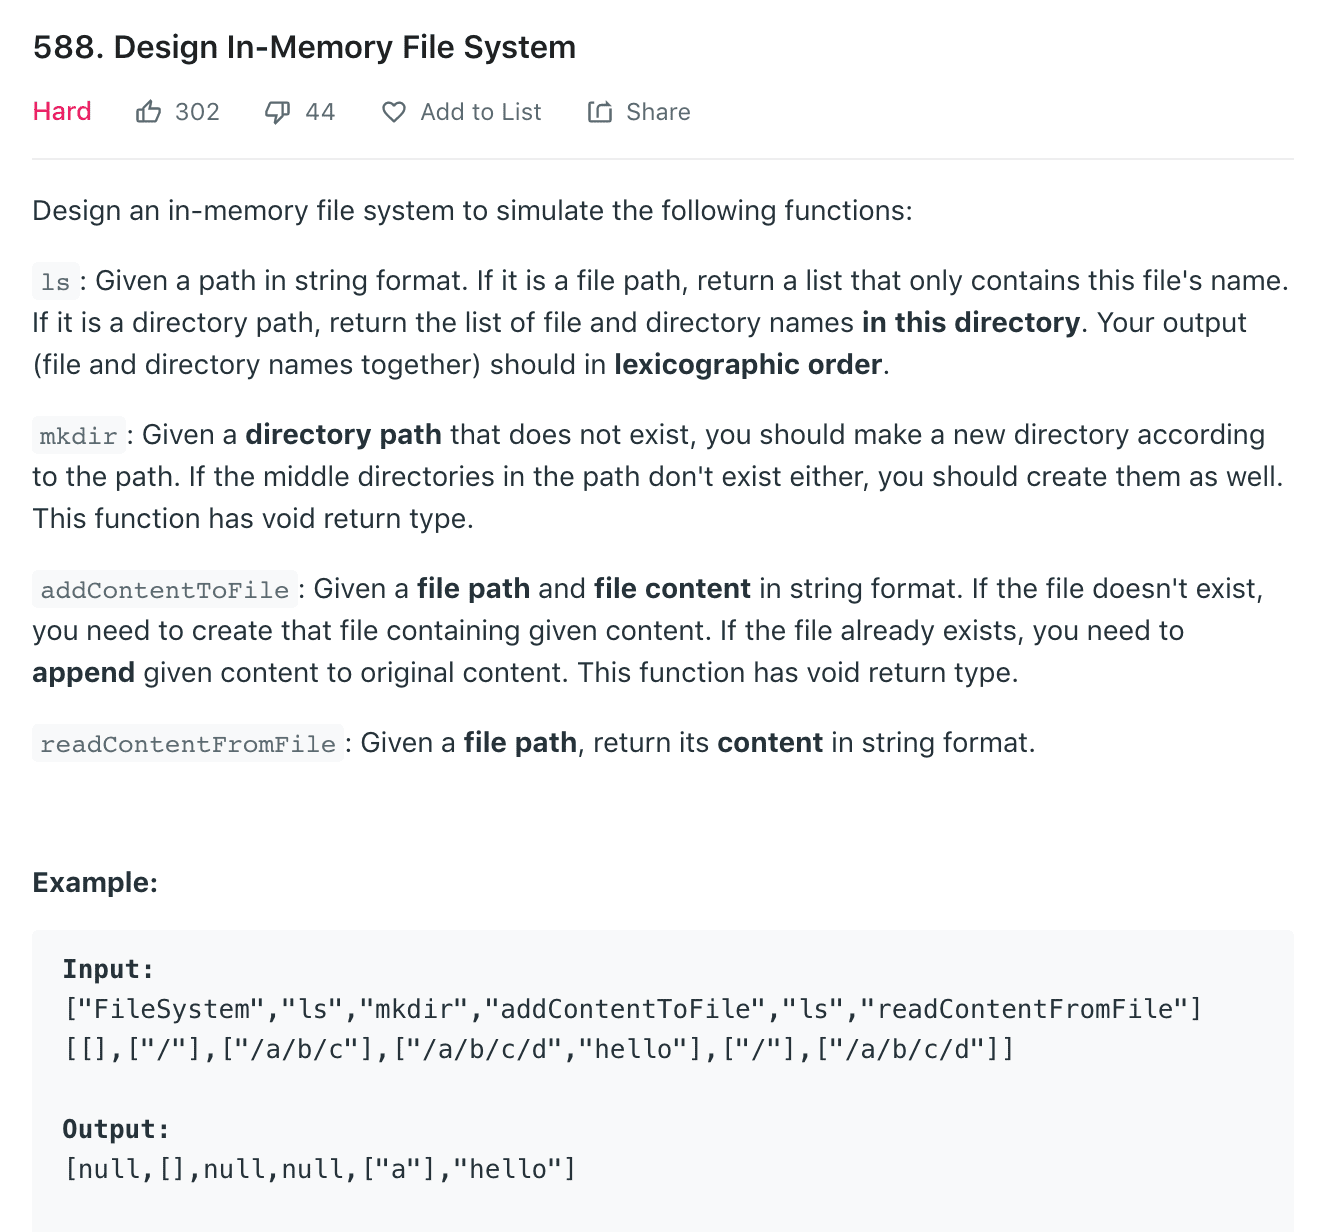 588. Design In-Memory File System
Hard 302 44 Add to List Share
Design an in-memory file system to simulate the following functions:
ls : Given a path in string format. If it is a file path, return a list that only contains this file's name.
If it is a directory path, return the list of file and directory names in this directory. Your output
(file and directory names together) should in lexicographic order.
mkdir : Given a directory path that does not exist, you should make a new directory according
to the path. If the middle directories in the path don't exist either, you should create them as well.
This function has void return type.
addContentToFile : Given a file path and file content in string format. If the file doesn't exist,
you need to create that file containing given content. If the file already exists, you need to
append given content to original content. This function has void return type.
readContentFromFile : Given a file path, return its content in string format.
Example:
Input:
["FileSystem","ls","mkdir","addContentToFile","ls","readContentFromFile"]
[[],["/"],["/a/b/c"],["/a/b/c/d","hello"],["/"],["/a/b/c/d"]]
Output:
[null,[],null,null,["a"],"hello"]